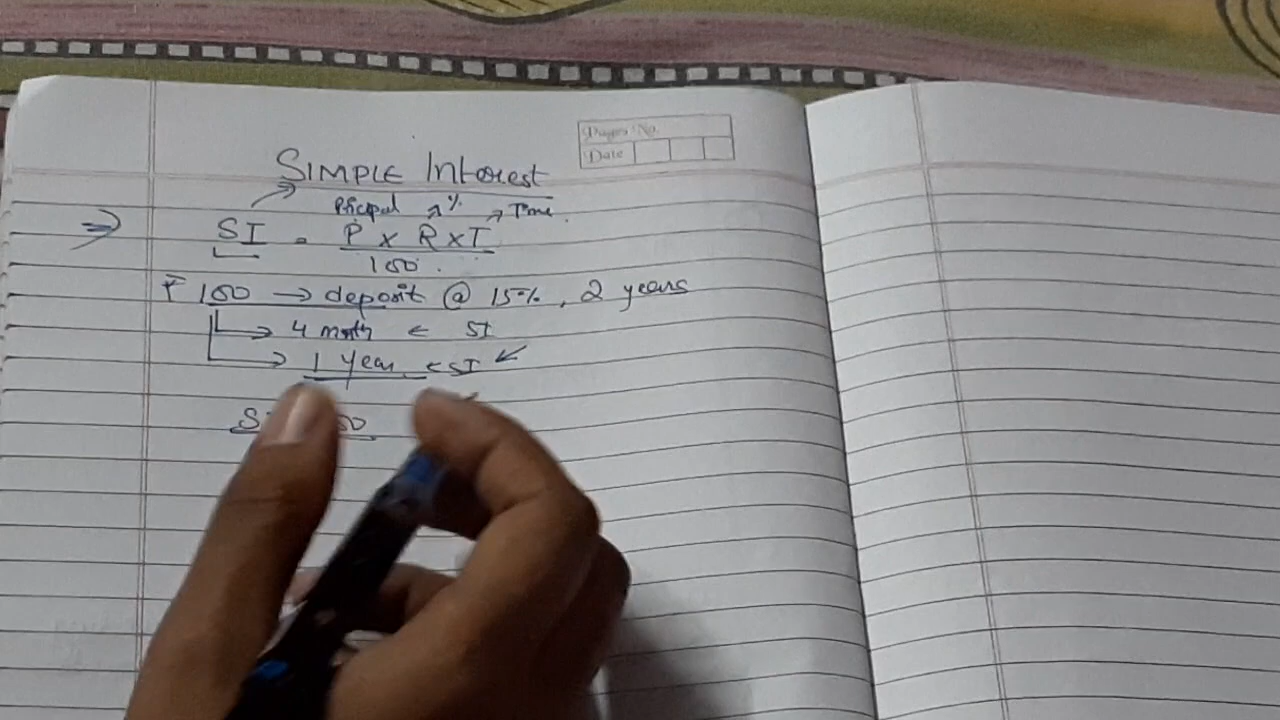 Pages No.
Date
SIMPLE Interest
Principal % Time.
SI = P x R x T
100.
₹ 100 → deposit @ 15%, 2 years
→ 4 month ← SI
→ 1 Year ← SI